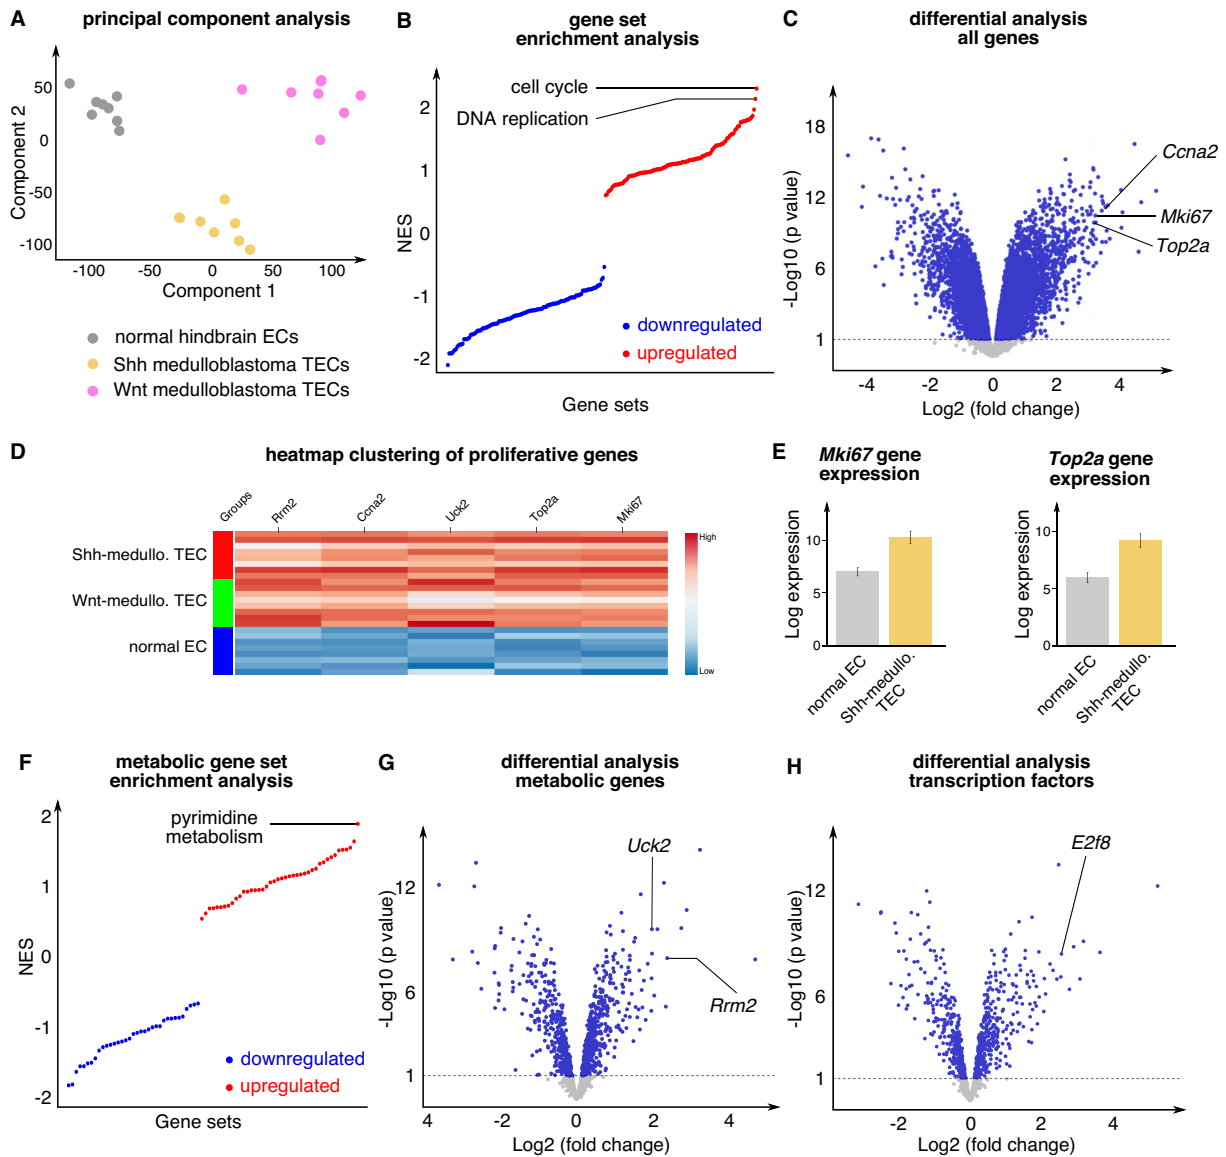 A
principal component analysis
Component 2
50
0
-50
-100
-100
50
0
50
100
Component 1
normal hindbrain ECs
Shh medulloblastoma TECs
Wnt medulloblastoma TECs
B
gene set
enrichment analysis
cell cycle
DNA replication
NES
2
1
0
-1
-2
downregulated
upregulated
Gene sets
C
differential analysis
all genes
-Log10 (p value)
18
12
6
1
Ccna2
Mki67
Top2a
-4
-2
0
2
4
Log2 (fold change)
D
heatmap clustering of proliferative genes
Groups
Rrm2
Ccna2
Uck2
Top2a
Mki67
Shh-medullo. TEC
Wnt-medullo. TEC
normal EC
High
Low
E
Mki67 gene
expression
Log expression
10
5
0
normal EC
Shh-medullo.
TEC
Top2a gene
expression
Log expression
10
5
0
normal EC
Shh-medullo.
TEC
F
metabolic gene set
enrichment analysis
pyrimidine
metabolism
NES
2
1
0
-1
-2
downregulated
upregulated
Gene sets
G
differential analysis
metabolic genes
-Log10 (p value)
12
6
1
Uck2
Rrm2
4
-2
0
2
4
Log2 (fold change)
H
differential analysis
transcription factors
-Log10 (p value)
12
6
1
E2f8
-2
0
2
4
Log2 (fold change)